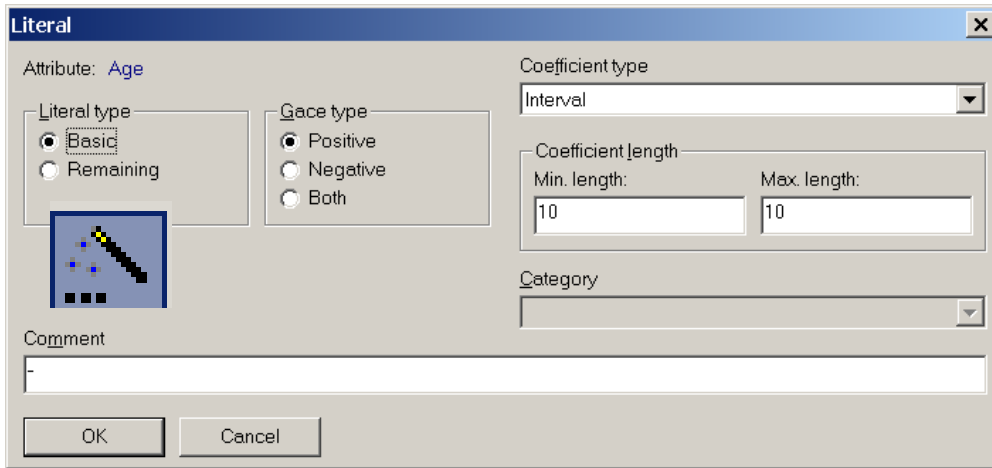 Literal
Attribute: Age
Literal type
Basic
Remaining
Gace type
Positive
Negative
Both
Coefficient type
Interval
Coefficient length
Min. length: Max. length:
10 10
Category
Comment
-
OK Cancel